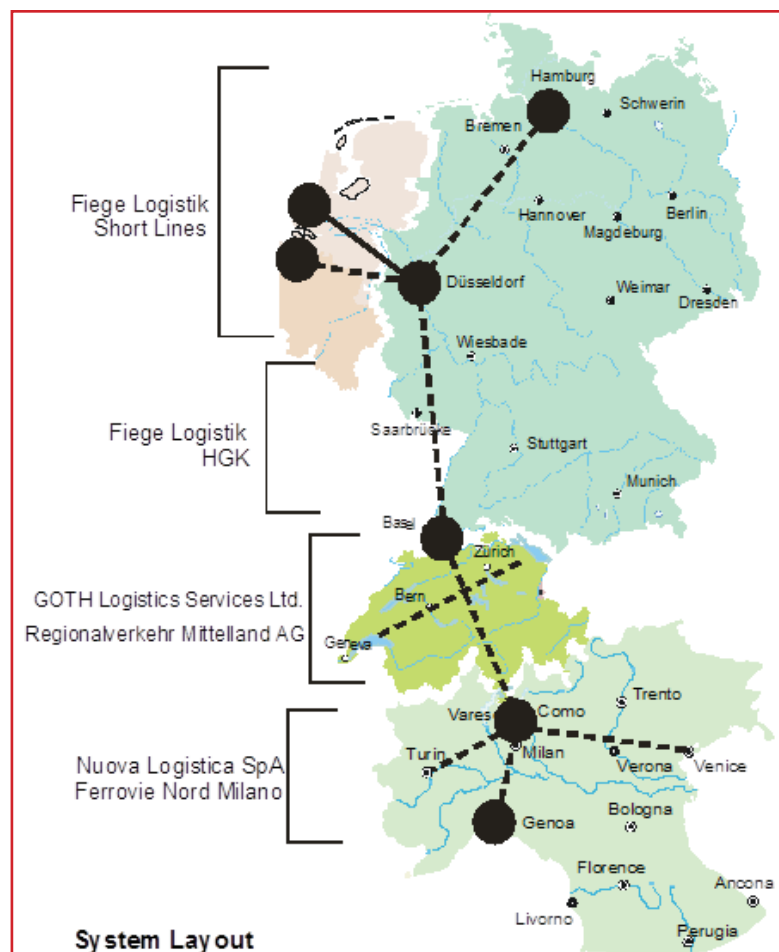 Hamburg
Schwerin
Bremen
Hannover
Berlin
Magdeburg
Fiege Logistik
Short Lines
Düsseldorf
Weimar
Dresden
Wiesbade
Saarbrücke
Stuttgart
Fiege Logistik
HGK
Munich
Basel
Zürich
GOTH Logistics Services Ltd.
Regionalverkehr Mittelland AG
Bern
Geneva
Trento
Vares
Como
Milan
Turin
Verona
Venice
Nuova Logistica SpA
Ferrovie Nord Milano
Genoa
Bologna
Florence
Ancona
Livorno
Perugia
System Layout